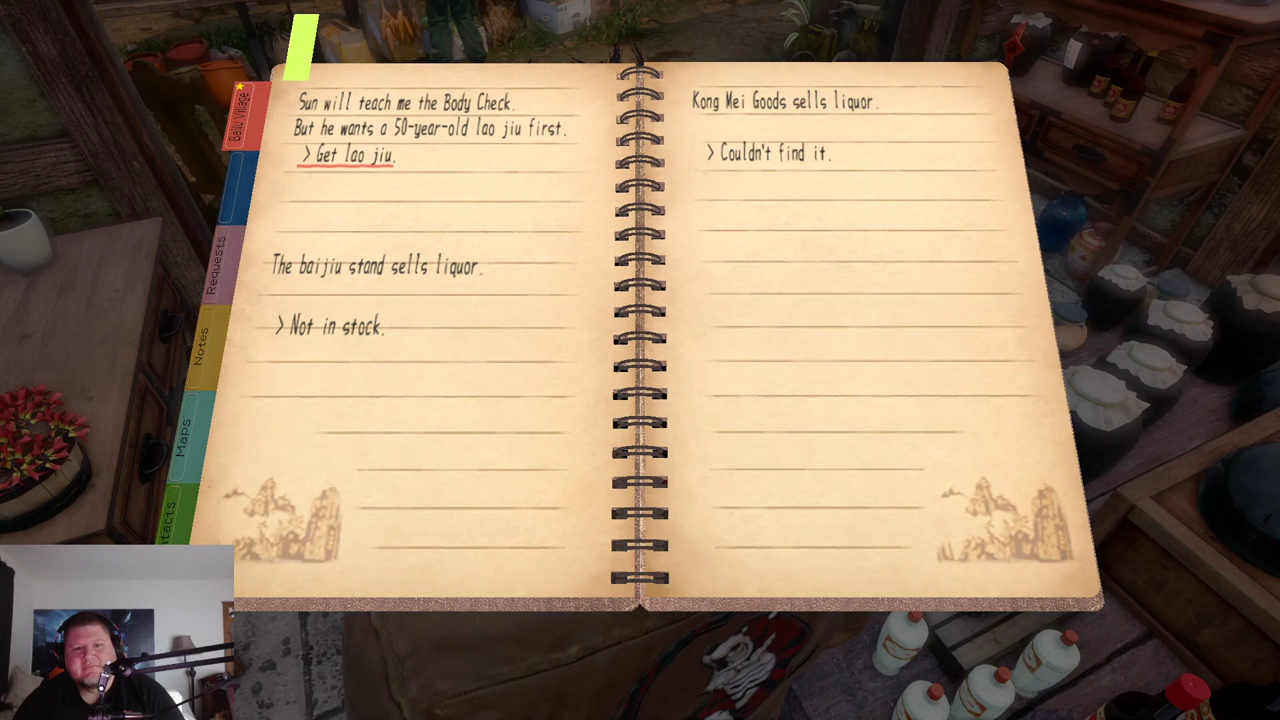 Sun will teach me the Body Check.
But he wants a 50-year-old lao jiu first.
> Get lao jiu.
The baijiu stand sells liquor.
> Not in stock.
Kong Mei Goods sells liquor.
> Couldn't find it.
Bailu Village
Requests
Notes
Maps
ntacts